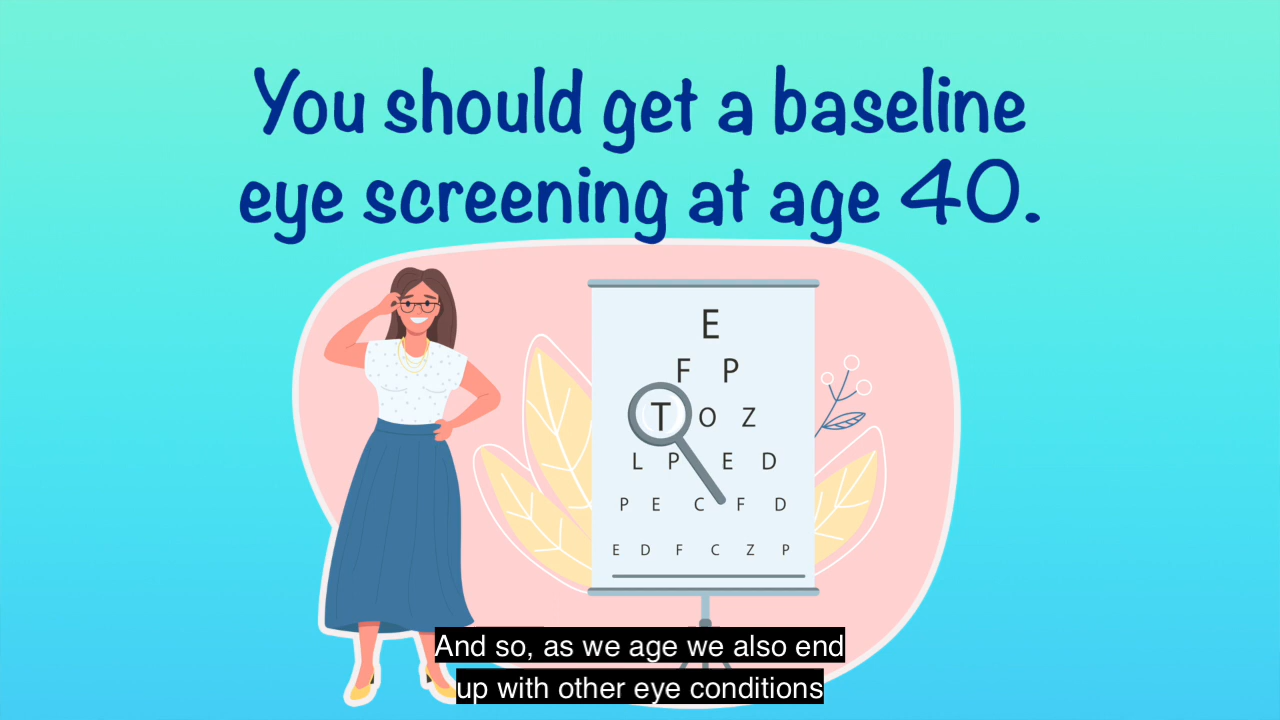 You should get a baseline
eye screening at age 40.
E
F P
T O Z
L P E D
P E C F D
E D F C Z P
And so, as we age we also end
up with other eye conditions